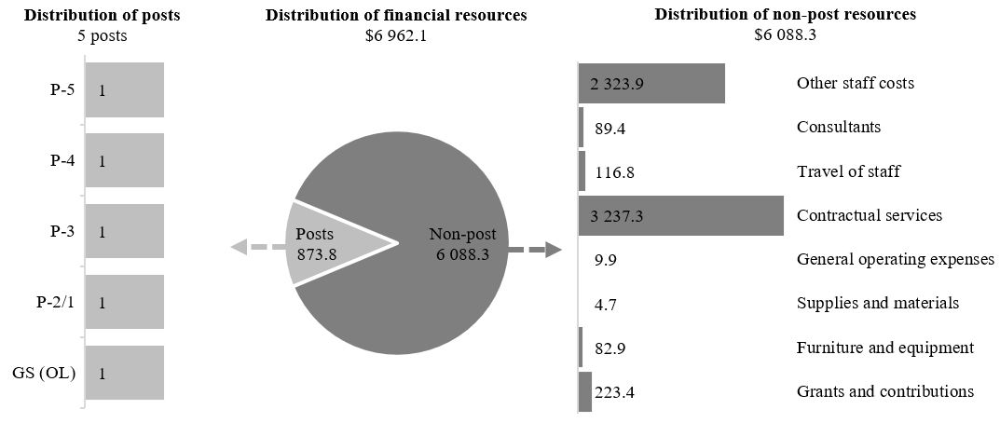 Distribution of posts
5 posts
P-5
1
P-4
1
P-3
1
P-2/1
1
GS (OL)
1
Distribution of financial resources
$6 962.1
Posts
873.8
Non-post
6 088.3
Distribution of non-post resources
$6 088.3
2 323.9 Other staff costs
89.4 Consultants
116.8 Travel of staff
3 237.3 Contractual services
9.9 General operating expenses
4.7 Supplies and materials
82.9 Furniture and equipment
223.4 Grants and contributions